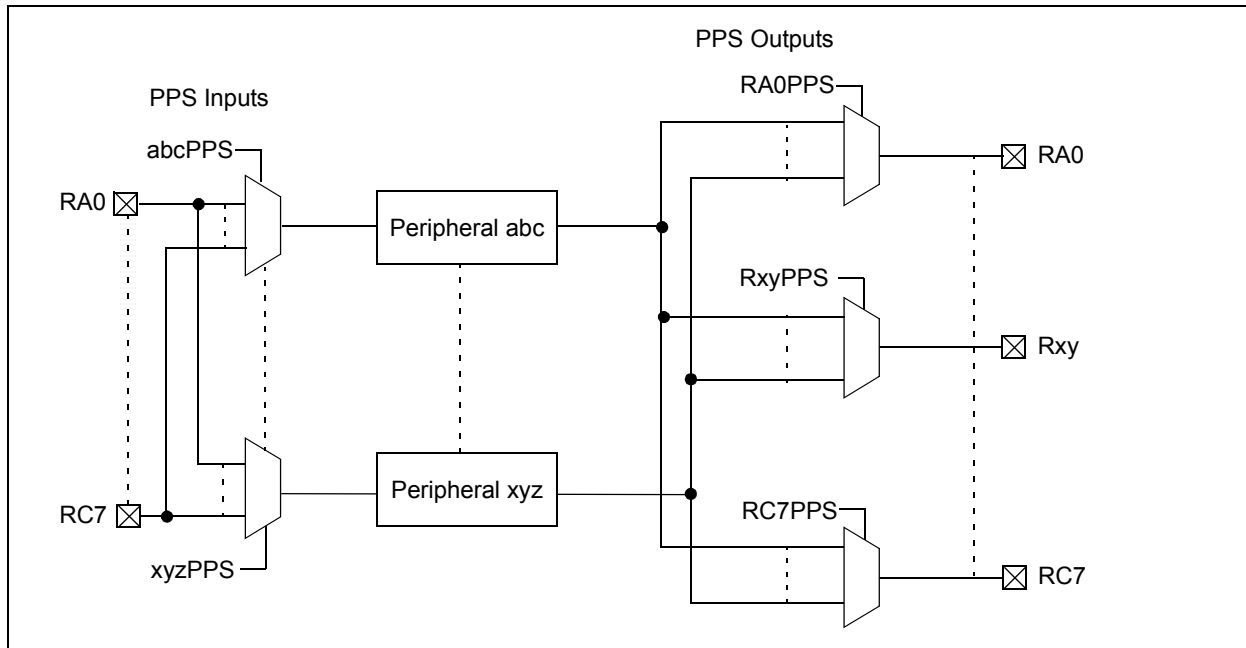 PPS Outputs
RA0PPS
PPS Inputs
abcPPS
RA0
RA0
Peripheral abc
RxyPPS
Rxy
Peripheral xyz
RC7
RC7PPS
xyzPPS
RC7